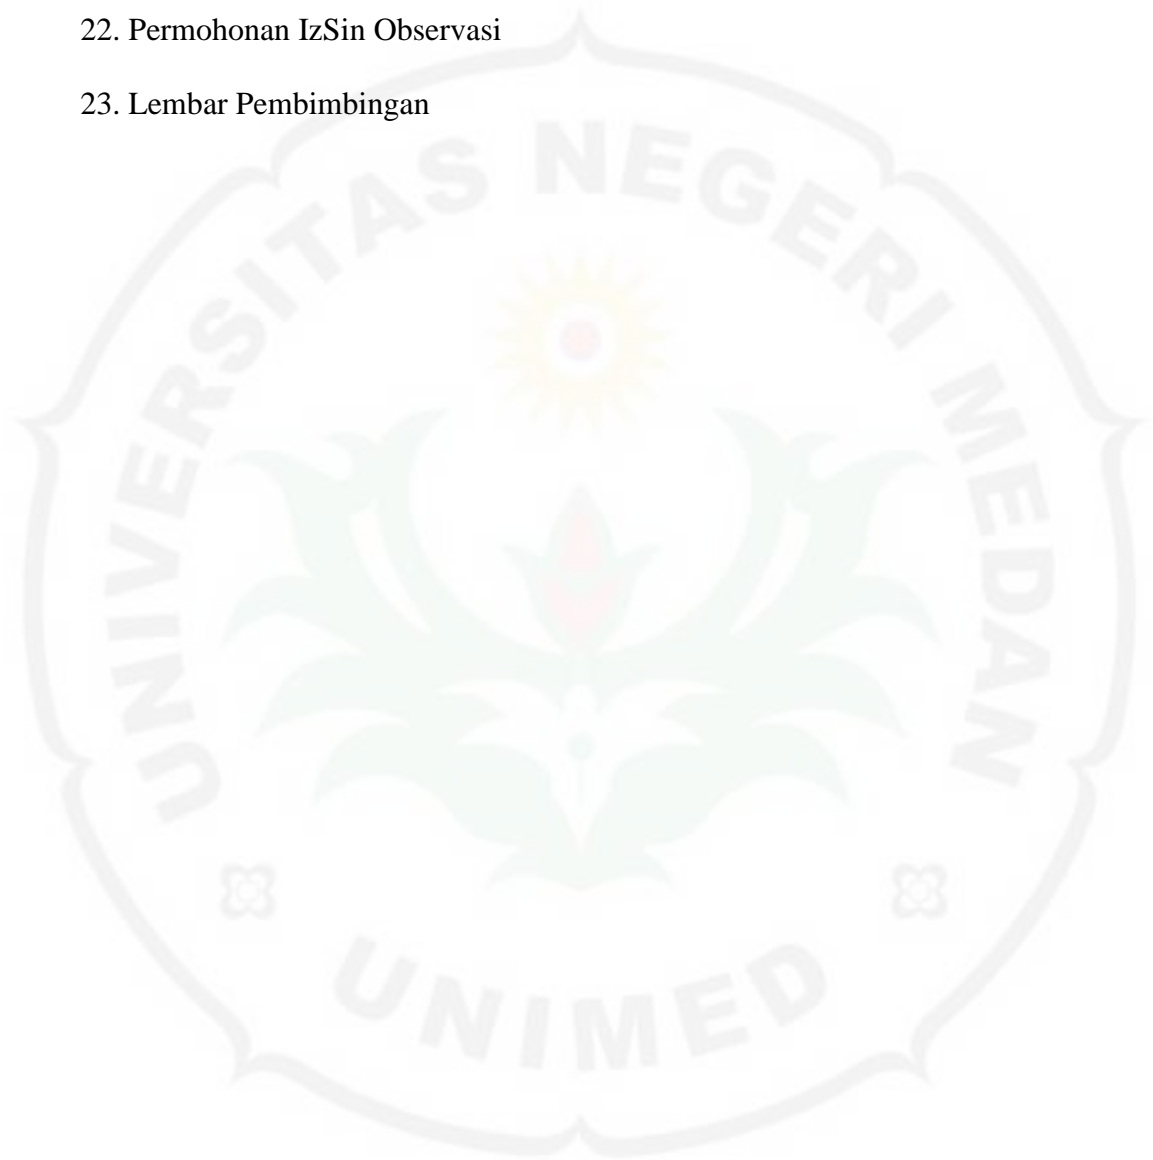 22. Permohonan IzSin Observasi
23. Lembar Pembimbingan
UNIVERSITAS NEGERI MEDAN
UNIMED